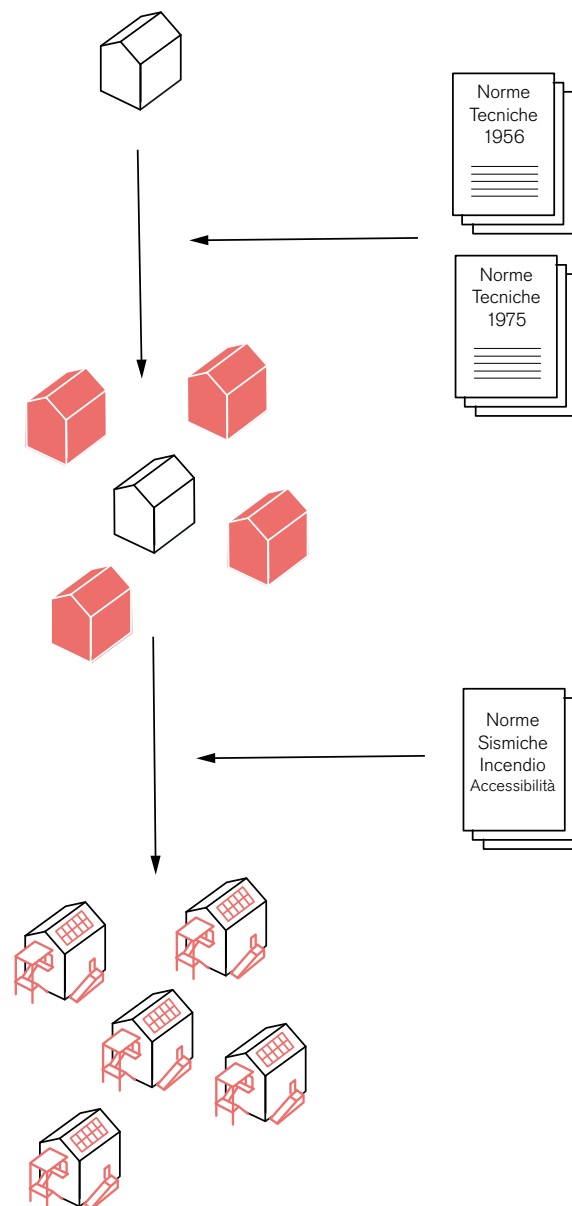 Norme
Tecniche
1956
Norme
Tecniche
1975
Norme
Sismiche
Incendio
Accessibilità